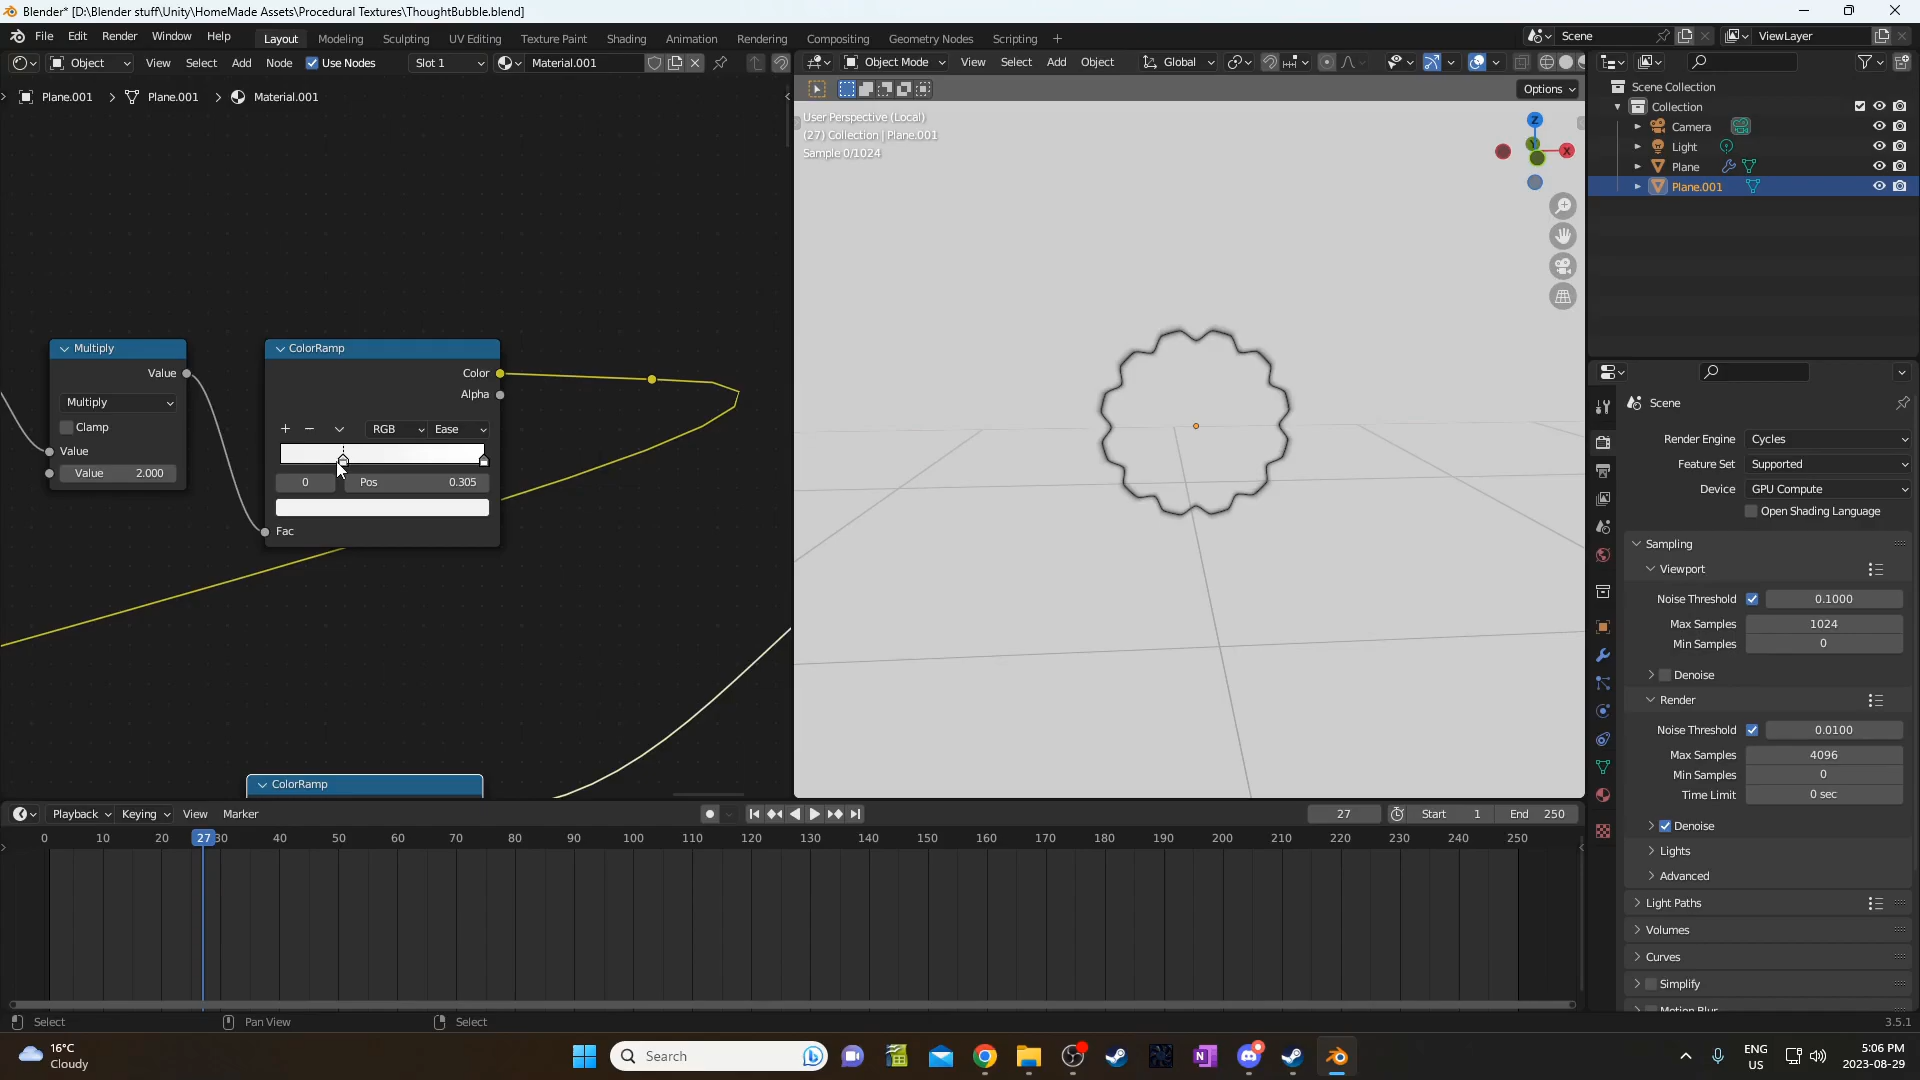 Blender* [D:\Blender stuff\Unity\HomeMade Assets\Procedural Textures\ThoughtBubble.blend]
File Edit Render Window Help Layout Modeling Sculpting UV Editing Texture Paint Shading Animation Rendering Compositing Geometry Nodes Scripting + Scene ViewLayer
Object View Select Add Node Use Nodes Slot 1 Material.001 Object Mode View Select Add Object Global
Options
Plane.001 > Plane.001 > Material.001
User Perspective (Local)
(27) Collection | Plane.001
Sample 0/1024
Z
Y
X
Scene Collection
Collection
Camera
Light
Plane
Plane.001
Multiply
Value
Multiply
Clamp
Value
Value 2.000
ColorRamp
Color
Alpha
RGB Ease
0 Pos 0.305
Fac
ColorRamp
Scene
Render Engine Cycles
Feature Set Supported
Device GPU Compute
Open Shading Language
Sampling
Viewport
Noise Threshold 0.1000
Max Samples 1024
Min Samples 0
Denoise
Render
Noise Threshold 0.0100
Max Samples 4096
Min Samples 0
Time Limit 0 sec
Denoise
Lights
Advanced
Light Paths
Volumes
Curves
Simplify
Motion Blur
Playback Keying View Marker 27 Start 1 End 250
0 10 20 27 30 40 50 60 70 80 90 100 110 120 130 140 150 160 170 180 190 200 210 220 230 240 250
Select Pan View Select 3.5.1
16°C
Cloudy
Search
ENG
US
5:06 PM
2023-08-29